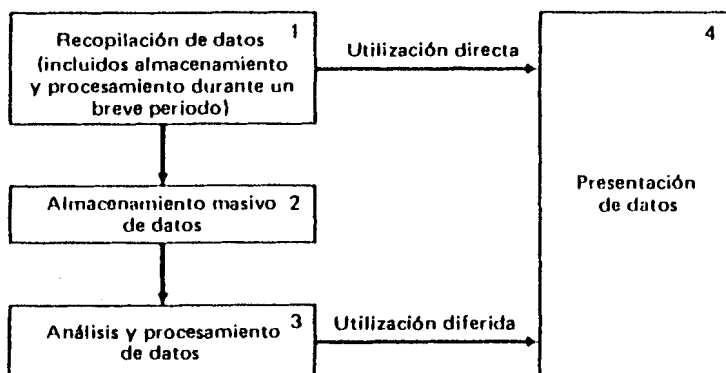 1
Recopilación de datos
(incluidos almacenamiento
y procesamiento durante un
breve periodo)
Utilización directa
4
Presentación
de datos
Almacenamiento masivo 2
de datos
3
Análisis y procesamiento
de datos
Utilización diferida